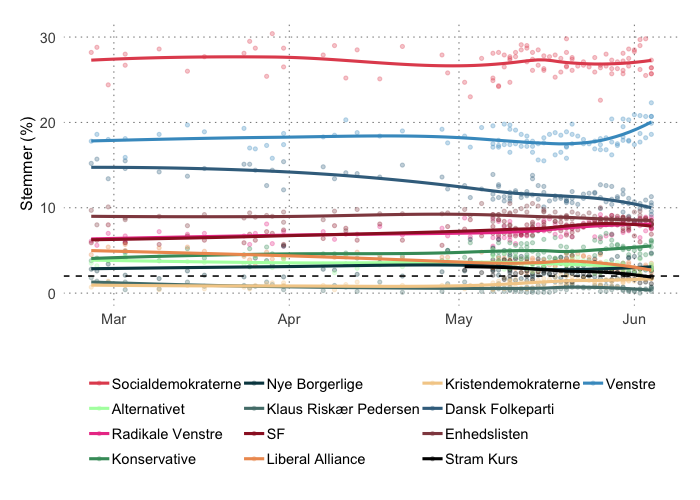 30
20
10
0
Stemmer (%)
Mar Apr May Jun
Socialdemokraterne Nye Borgerlige Kristendemokraterne Venstre
Alternativet Klaus Riskær Pedersen Dansk Folkeparti
Radikale Venstre SF Enhedslisten
Konservative Liberal Alliance Stram Kurs